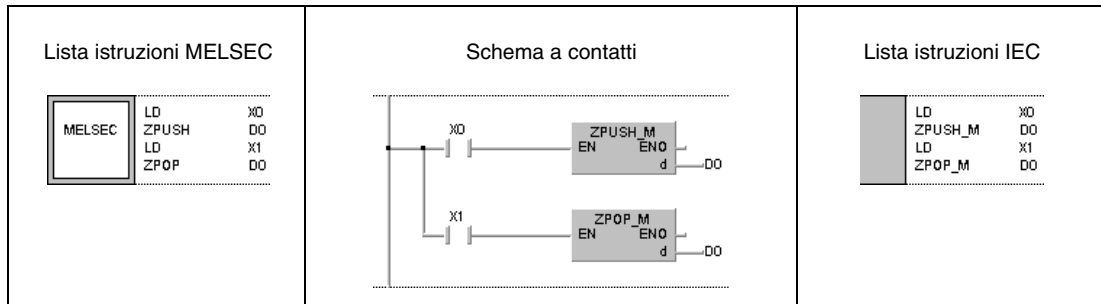 Lista istruzioni MELSEC
MELSEC
LD X0
ZPUSH D0
LD X1
ZPOP D0
Schema a contatti
X0
ZPUSH_M
EN ENO
d D0
X1
ZPOP_M
EN ENO
d D0
Lista istruzioni IEC
LD X0
ZPUSH_M D0
LD X1
ZPOP_M D0